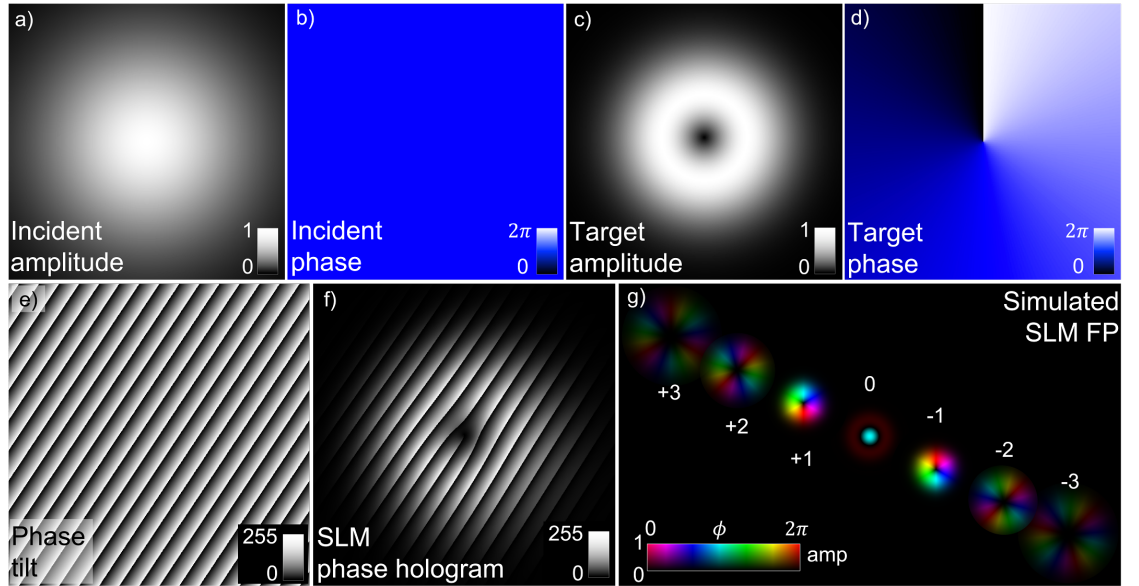 a)
Incident
amplitude
1
0
b)
Incident
phase
2π
0
c)
Target
amplitude
1
0
d)
Target
phase
2π
0
e)
Phase
tilt
255
0
f)
SLM
phase hologram
255
0
g)
Simulated
SLM FP
+3
+2
+1
0
-1
-2
-3
0 ϕ 2π
1
0
amp